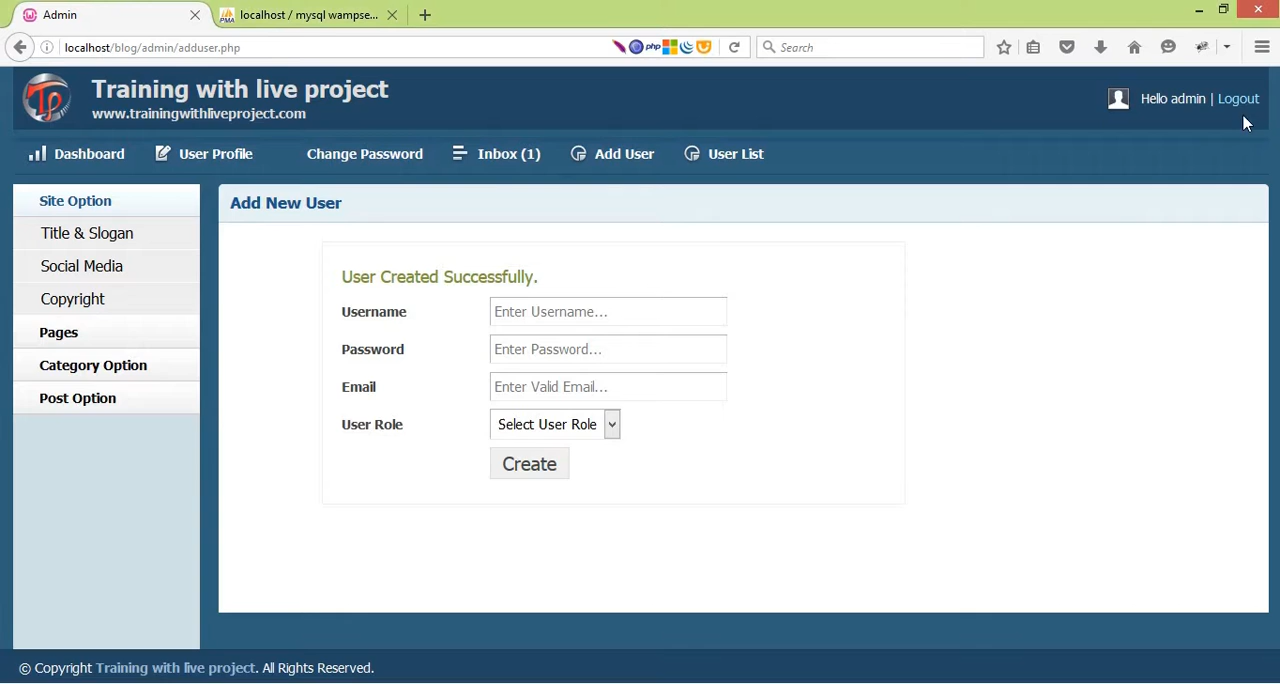 Admin
localhost / mysql wampse...
localhost/blog/admin/adduser.php
php
Search
Training with live project
www.trainingwithliveproject.com
Hello admin | Logout
Dashboard User Profile Change Password Inbox (1) Add User User List
Site Option
Title & Slogan
Social Media
Copyright
Pages
Category Option
Post Option
Add New User
User Created Successfully.
Username Enter Username...
Password Enter Password...
Email Enter Valid Email...
User Role Select User Role
Create
© Copyright Training with live project. All Rights Reserved.